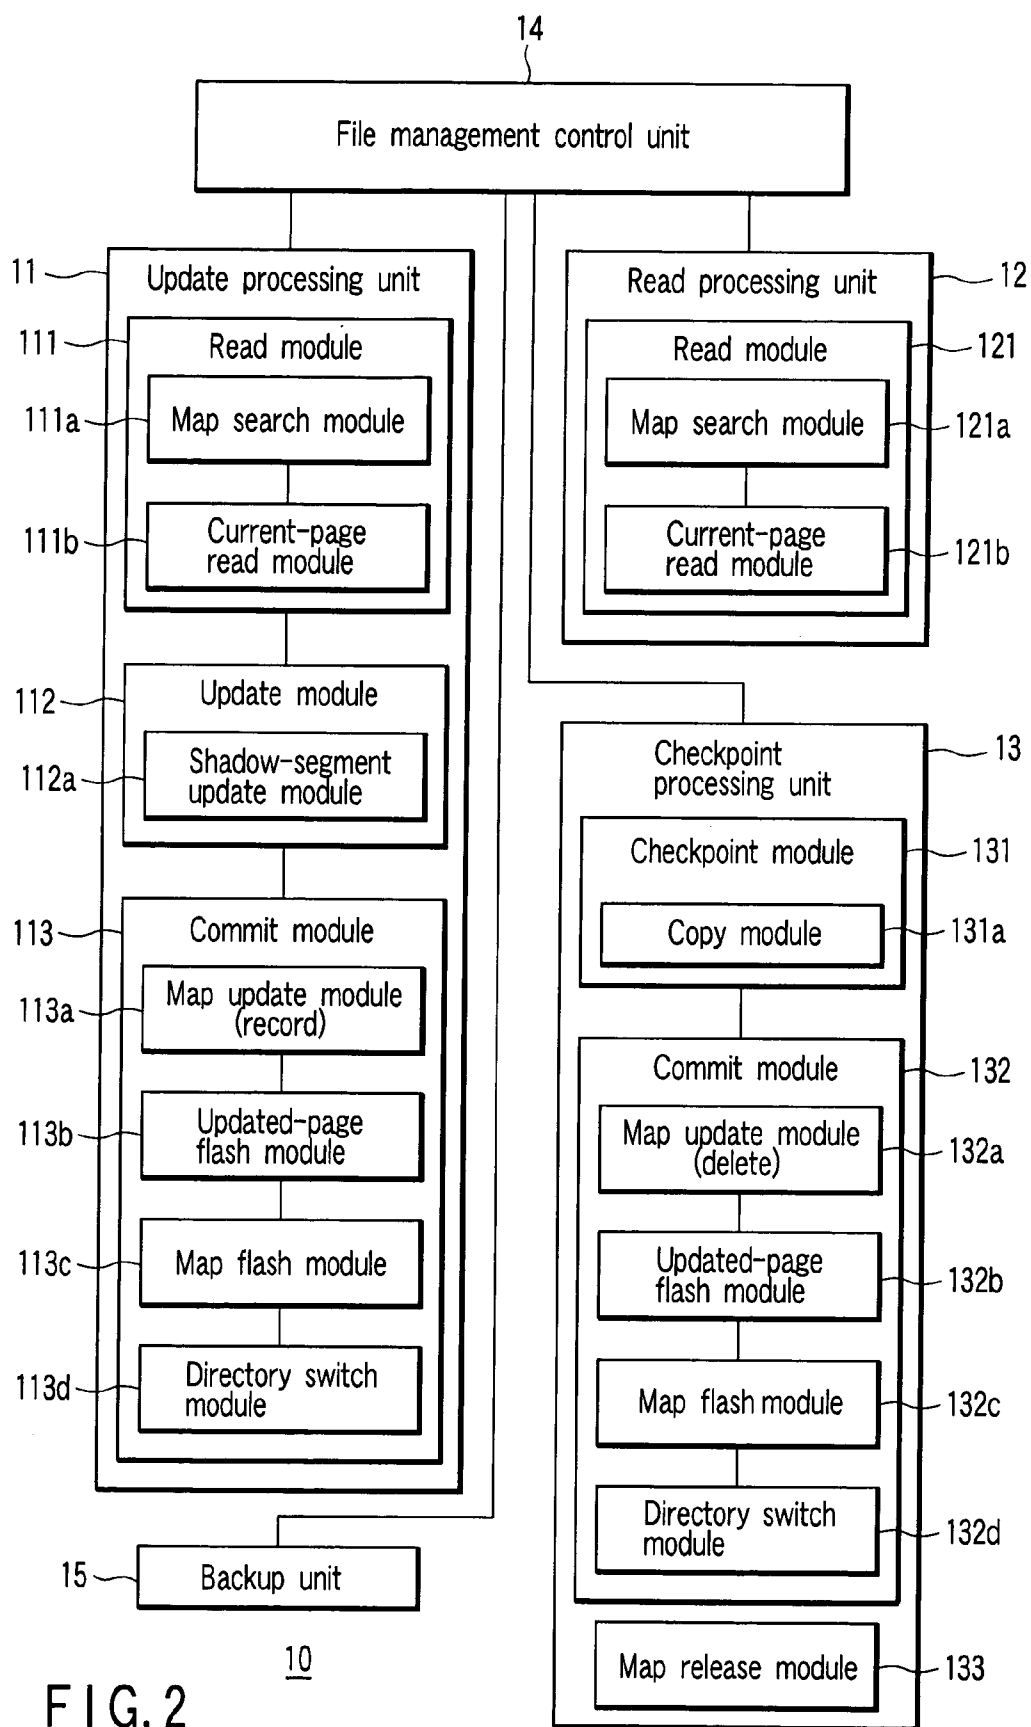 14
File management control unit
11
Update processing unit
111
Read module
111a
Map search module
111b
Current-page
read module
112
Update module
112a
Shadow-segment
update module
113
Commit module
113a
Map update module
(record)
113b
Updated-page
flash module
113c
Map flash module
113d
Directory switch
module
15
Backup unit
12
Read processing unit
121
Read module
121a
Map search module
121b
Current-page
read module
13
Checkpoint
processing unit
131
Checkpoint module
131a
Copy module
132
Commit module
132a
Map update module
(delete)
132b
Updated-page
flash module
132c
Map flash module
132d
Directory switch
module
133
Map release module
10
FIG. 2